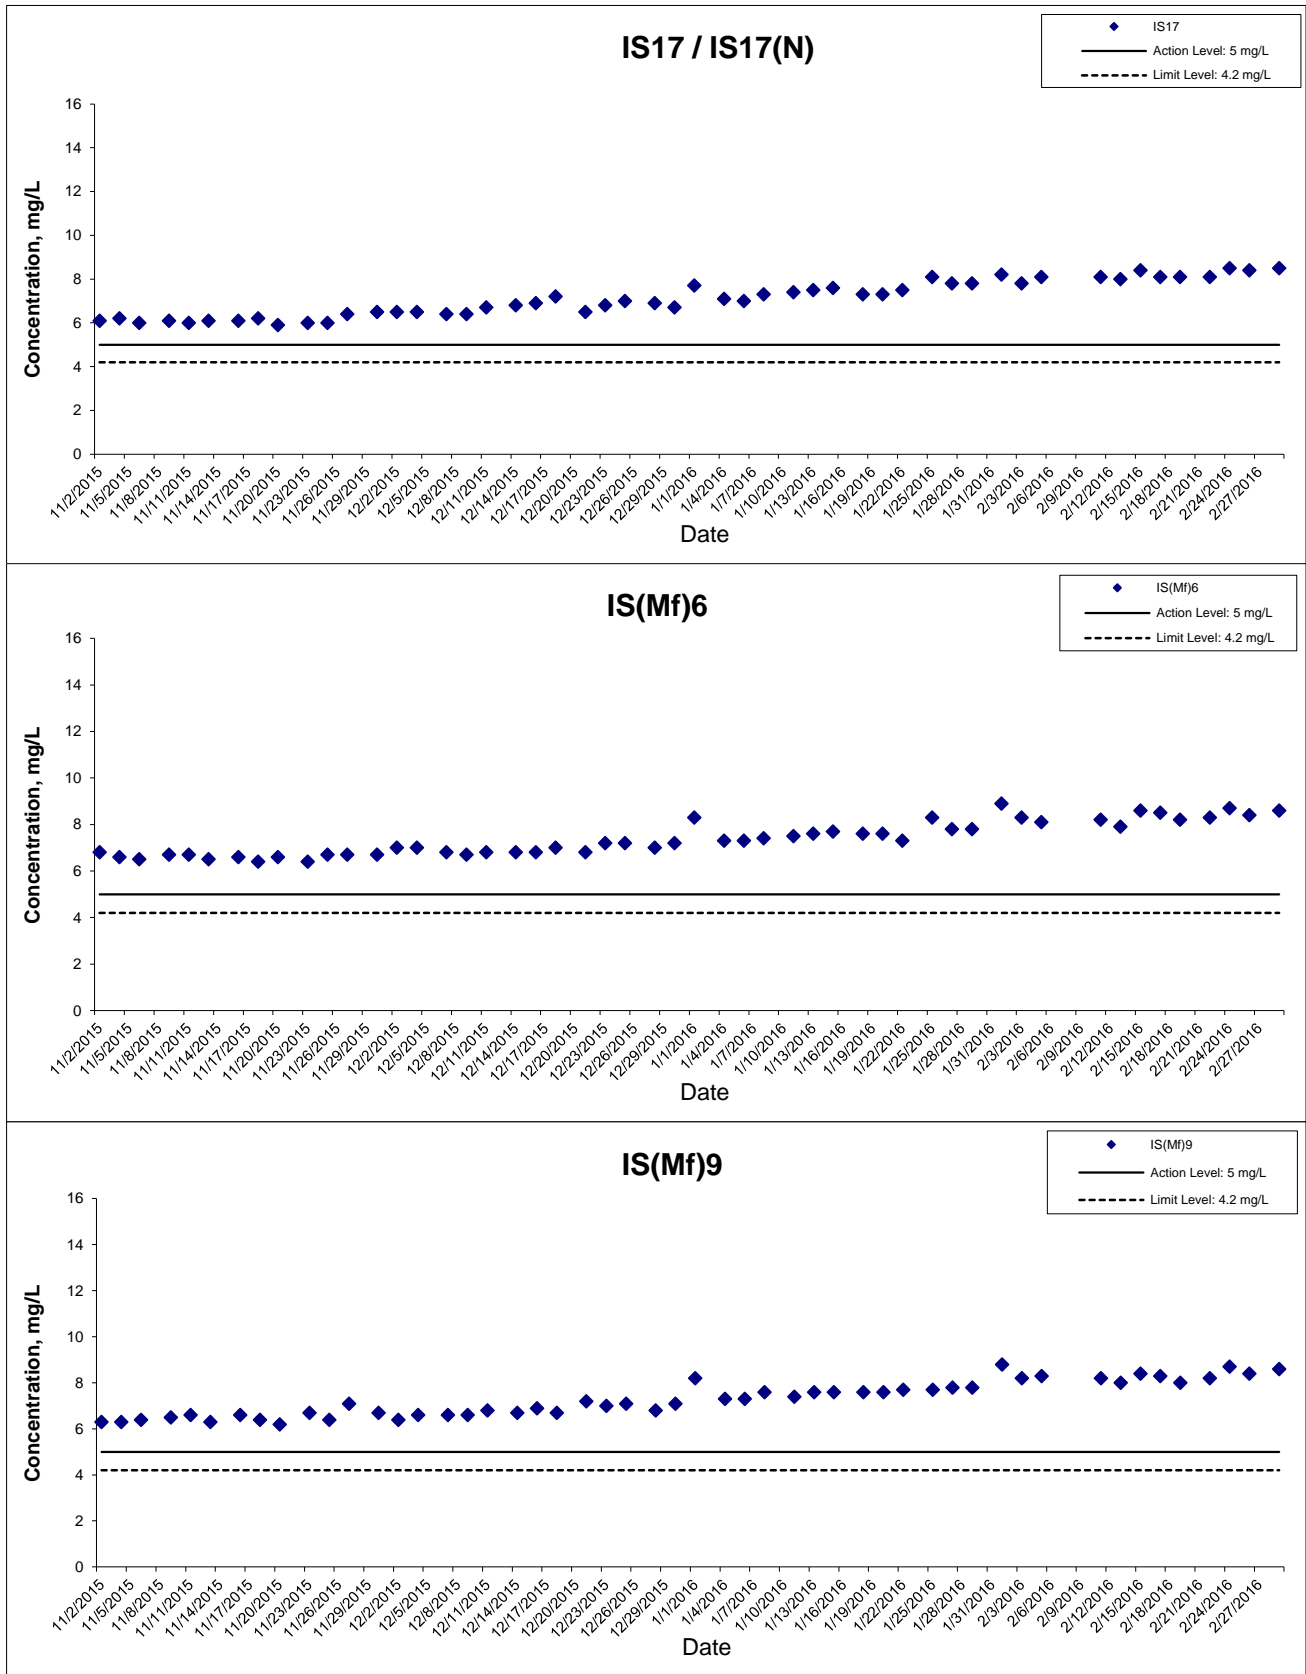 IS17 / IS17(N)
IS17
Action Level: 5 mg/L
Limit Level: 4.2 mg/L
Concentration, mg/L
16
14
12
10
8
6
4
2
0
11/2/2015 11/5/2015 11/8/2015 11/11/2015 11/14/2015 11/17/2015 11/20/2015 11/23/2015 11/26/2015 11/29/2015 12/2/2015 12/5/2015 12/8/2015 12/11/2015 12/14/2015 12/17/2015 12/20/2015 12/23/2015 12/26/2015 12/29/2015 1/1/2016 1/4/2016 1/7/2016 1/10/2016 1/13/2016 1/16/2016 1/19/2016 1/22/2016 1/25/2016 1/28/2016 1/31/2016 2/3/2016 2/6/2016 2/9/2016 2/12/2016 2/15/2016 2/18/2016 2/21/2016 2/24/2016 2/27/2016
Date
IS(Mf)6
IS(Mf)6
Action Level: 5 mg/L
Limit Level: 4.2 mg/L
Concentration, mg/L
16
14
12
10
8
6
4
2
0
11/2/2015 11/5/2015 11/8/2015 11/11/2015 11/14/2015 11/17/2015 11/20/2015 11/23/2015 11/26/2015 11/29/2015 12/2/2015 12/5/2015 12/8/2015 12/11/2015 12/14/2015 12/17/2015 12/20/2015 12/23/2015 12/26/2015 12/29/2015 1/1/2016 1/4/2016 1/7/2016 1/10/2016 1/13/2016 1/16/2016 1/19/2016 1/22/2016 1/25/2016 1/28/2016 1/31/2016 2/3/2016 2/6/2016 2/9/2016 2/12/2016 2/15/2016 2/18/2016 2/21/2016 2/24/2016 2/27/2016
Date
IS(Mf)9
IS(Mf)9
Action Level: 5 mg/L
Limit Level: 4.2 mg/L
Concentration, mg/L
16
14
12
10
8
6
4
2
0
11/2/2015 11/5/2015 11/8/2015 11/11/2015 11/14/2015 11/17/2015 11/20/2015 11/23/2015 11/26/2015 11/29/2015 12/2/2015 12/5/2015 12/8/2015 12/11/2015 12/14/2015 12/17/2015 12/20/2015 12/23/2015 12/26/2015 12/29/2015 1/1/2016 1/4/2016 1/7/2016 1/10/2016 1/13/2016 1/16/2016 1/19/2016 1/22/2016 1/25/2016 1/28/2016 1/31/2016 2/3/2016 2/6/2016 2/9/2016 2/12/2016 2/15/2016 2/18/2016 2/21/2016 2/24/2016 2/27/2016
Date